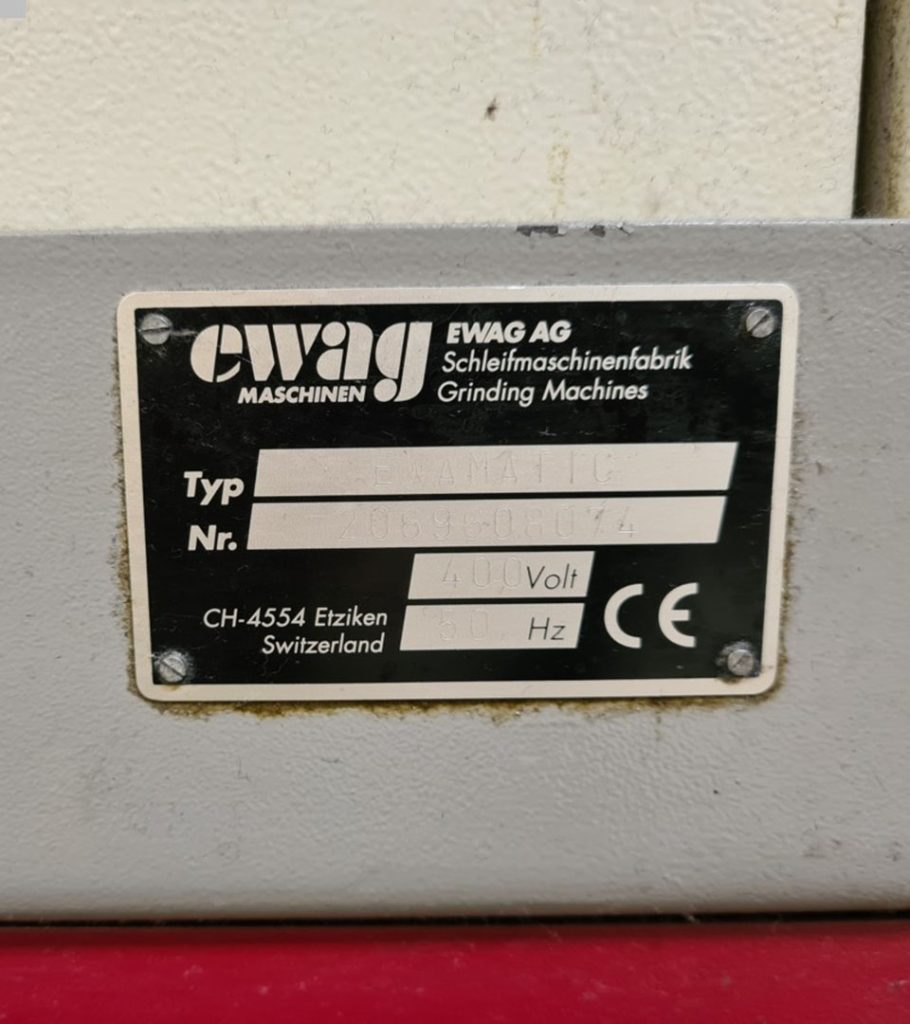 ewag
MASCHINEN
EWAG AG
Schleifmaschinenfabrik
Grinding Machines
Typ EWAMATIC
Nr. 2069608074
400 Volt
50 Hz
CH-4554 Etziken
Switzerland
CE